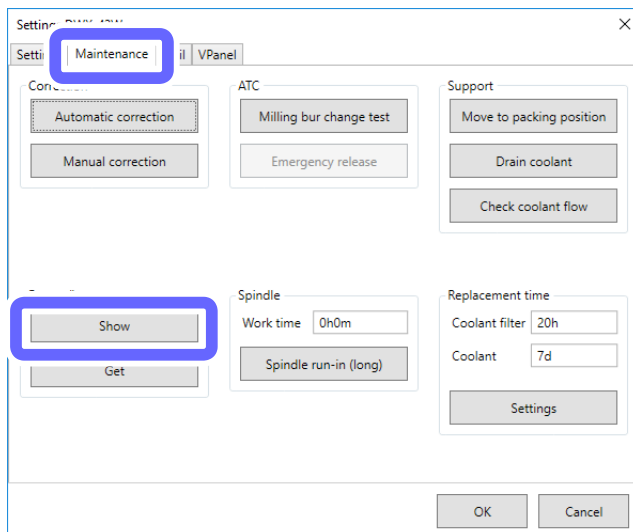 Maintenance
VPanel
Automatic correction
Manual correction
ATC
Milling bur change test
Emergency release
Support
Move to packing position
Drain coolant
Check coolant flow
Show
Get
Spindle
Work time 0h0m
Spindle run-in (long)
Replacement time
Coolant filter 20h
Coolant 7d
Settings
OK Cancel